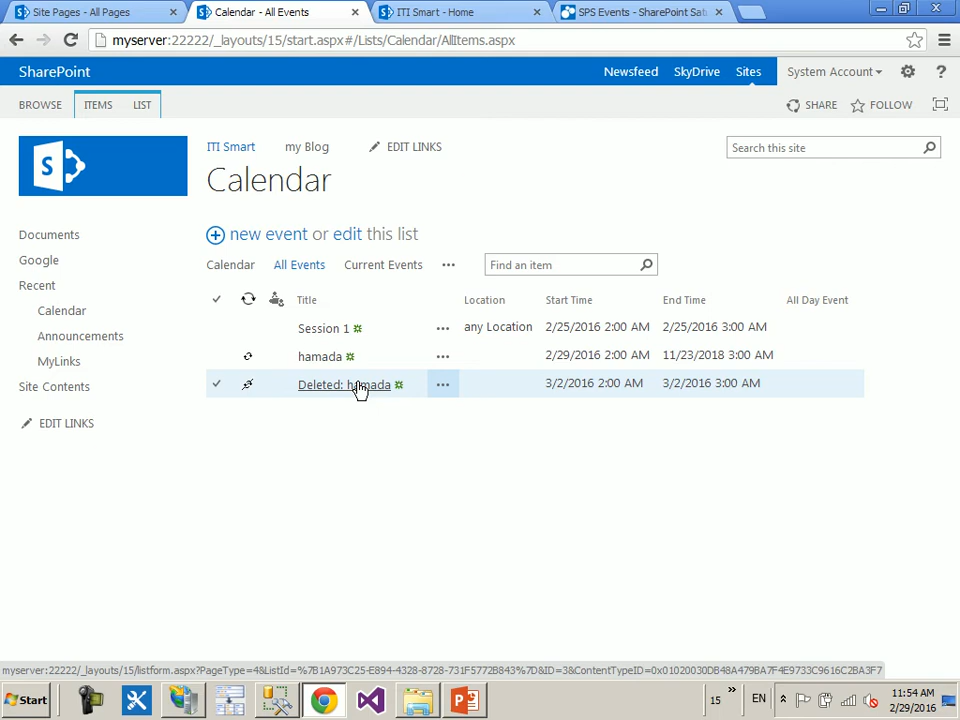 Site Pages - All Pages
Calendar - All Events
ITI Smart - Home
SPS Events - SharePoint Sat
myserver:22222/_layouts/15/start.aspx#/Lists/Calendar/AllItems.aspx
SharePoint
Newsfeed SkyDrive Sites System Account
BROWSE ITEMS LIST SHARE FOLLOW
ITI Smart my Blog EDIT LINKS
Search this site
Calendar
new event or edit this list
Documents
Google
Recent
Calendar
Announcements
MyLinks
Site Contents
EDIT LINKS
Calendar All Events Current Events ••• Find an item
Title Location Start Time End Time All Day Event
Session 1 ••• any Location 2/25/2016 2:00 AM 2/25/2016 3:00 AM
hamada ••• 2/29/2016 2:00 AM 11/23/2018 3:00 AM
Deleted: hamada ••• 3/2/2016 2:00 AM 3/2/2016 3:00 AM
myserver:22222/_layouts/15/listform.aspx?PageType=4&ListId=%7B1A973C25-E894-4328-8728-731F5772B843%7D&ID=3&ContentTypeID=0x01020030DB48A479BA7F4E9733C9616C2BA3F7
Start
15 » EN
11:54 AM
2/29/2016